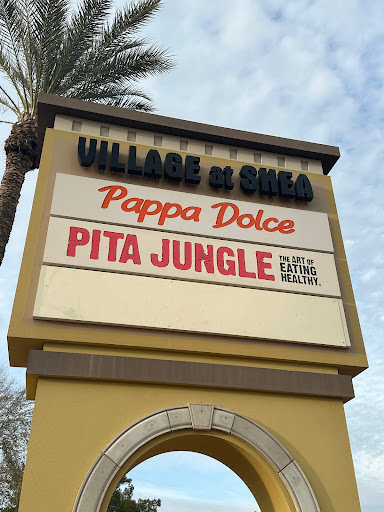 VILLAGE at SHEA
Pappa Dolce
PITA JUNGLE THE ART OF
EATING
HEALTHY.